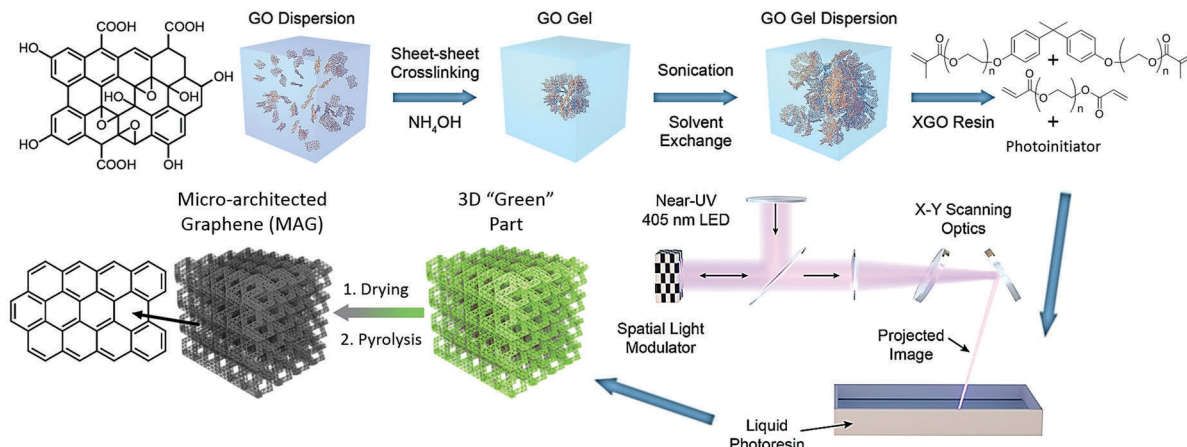 GO Dispersion
GO Gel
GO Gel Dispersion
COOH
COOH
HO
OH
HO
OH
O
O
O
HO
COOH
OH
COOH
Sheet-sheet
Crosslinking
NH4OH
Sonication
Solvent
Exchange
XGO Resin
O
O
O
n
O
+
O
n
O
O
O
O
O
n
O
O
+
Photoinitiator
Micro-architected
Graphene (MAG)
3D “Green”
Part
1. Drying
2. Pyrolysis
Near-UV
405 nm LED
X-Y Scanning
Optics
Spatial Light
Modulator
Projected
Image
Liquid
Photoresin